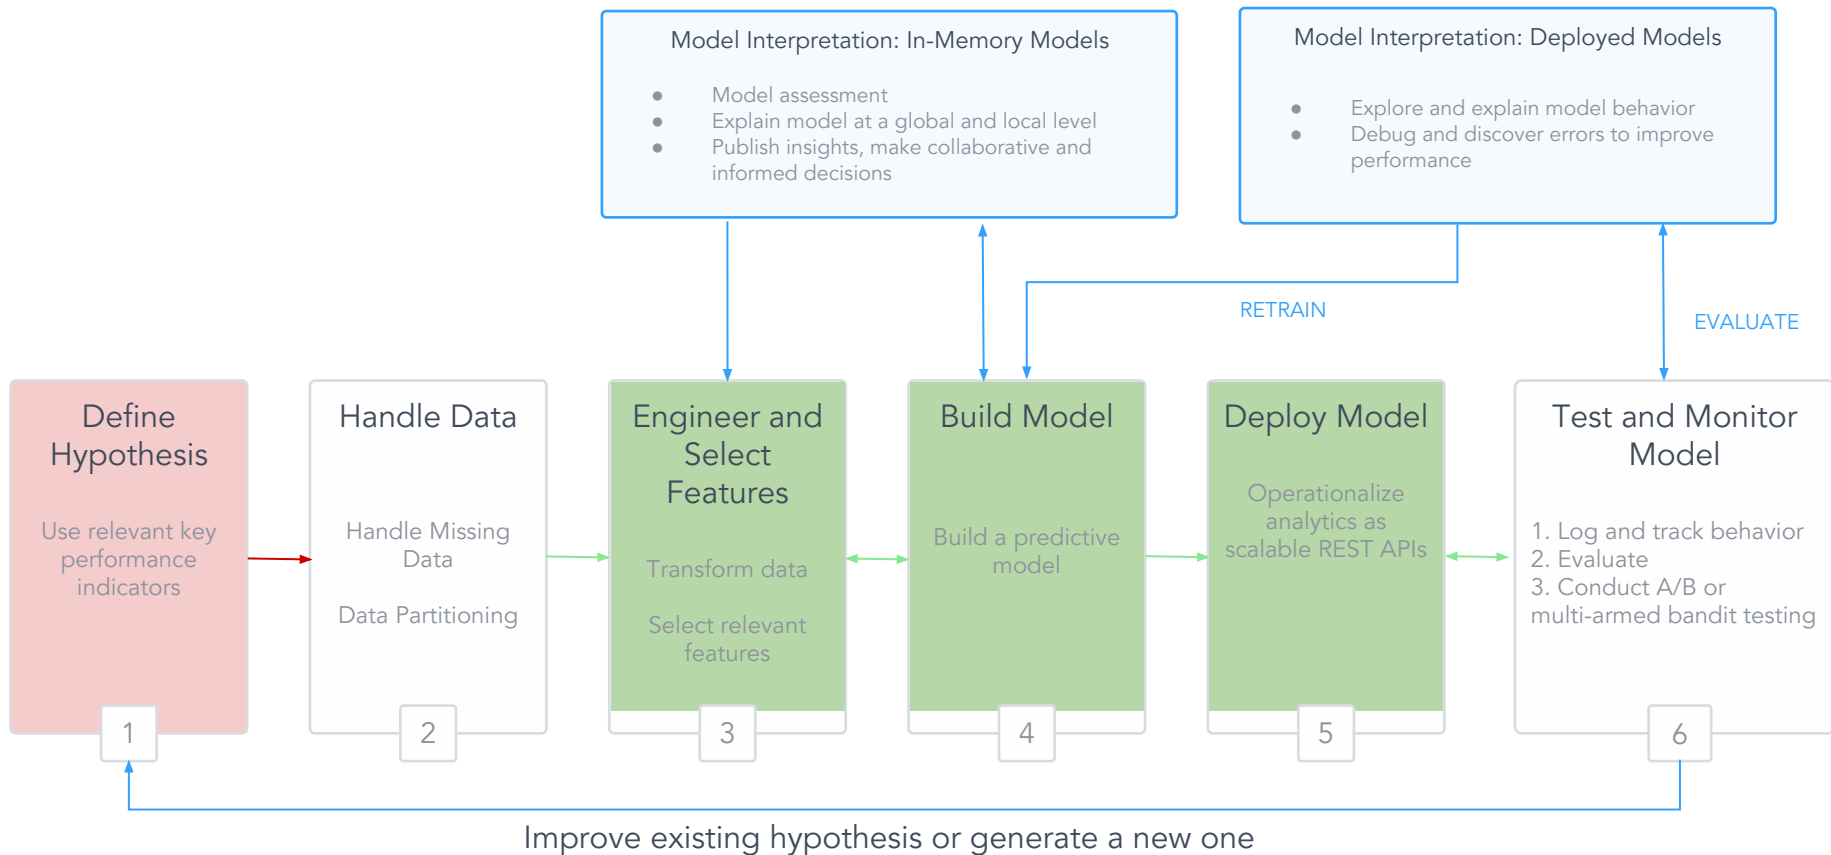 Model Interpretation: In-Memory Models
● Model assessment
● Explain model at a global and local level
● Publish insights, make collaborative and
informed decisions
Model Interpretation: Deployed Models
● Explore and explain model behavior
● Debug and discover errors to improve
performance
RETRAIN
EVALUATE
Define
Hypothesis
Use relevant key
performance
indicators
1
Handle Data
Handle Missing
Data
Data Partitioning
2
Engineer and
Select
Features
Transform data
Select relevant
features
3
Build Model
Build a predictive
model
4
Deploy Model
Operationalize
analytics as
scalable REST APIs
5
Test and Monitor
Model
1. Log and track behavior
2. Evaluate
3. Conduct A/B or
multi-armed bandit testing
6
Improve existing hypothesis or generate a new one